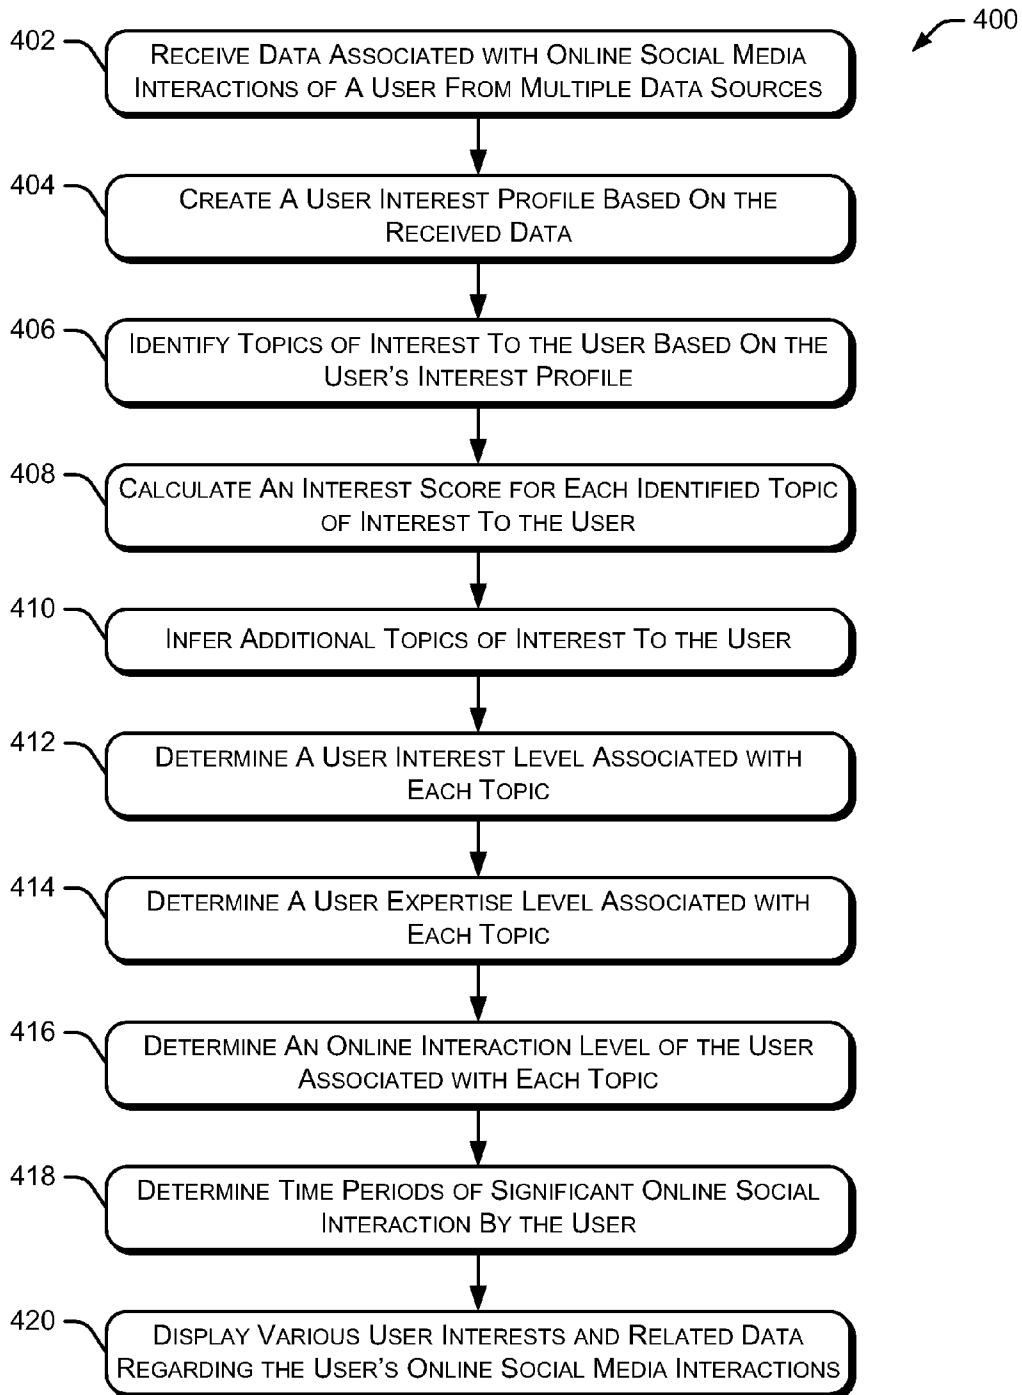 400
402
RECEIVE DATA ASSOCIATED WITH ONLINE SOCIAL MEDIA
INTERACTIONS OF A USER FROM MULTIPLE DATA SOURCES
404
CREATE A USER INTEREST PROFILE BASED ON THE
RECEIVED DATA
406
IDENTIFY TOPICS OF INTEREST TO THE USER BASED ON THE
USER'S INTEREST PROFILE
408
CALCULATE AN INTEREST SCORE FOR EACH IDENTIFIED TOPIC
OF INTEREST TO THE USER
410
INFER ADDITIONAL TOPICS OF INTEREST TO THE USER
412
DETERMINE A USER INTEREST LEVEL ASSOCIATED WITH
EACH TOPIC
414
DETERMINE A USER EXPERTISE LEVEL ASSOCIATED WITH
EACH TOPIC
416
DETERMINE AN ONLINE INTERACTION LEVEL OF THE USER
ASSOCIATED WITH EACH TOPIC
418
DETERMINE TIME PERIODS OF SIGNIFICANT ONLINE SOCIAL
INTERACTION BY THE USER
420
DISPLAY VARIOUS USER INTERESTS AND RELATED DATA
REGARDING THE USER'S ONLINE SOCIAL MEDIA INTERACTIONS